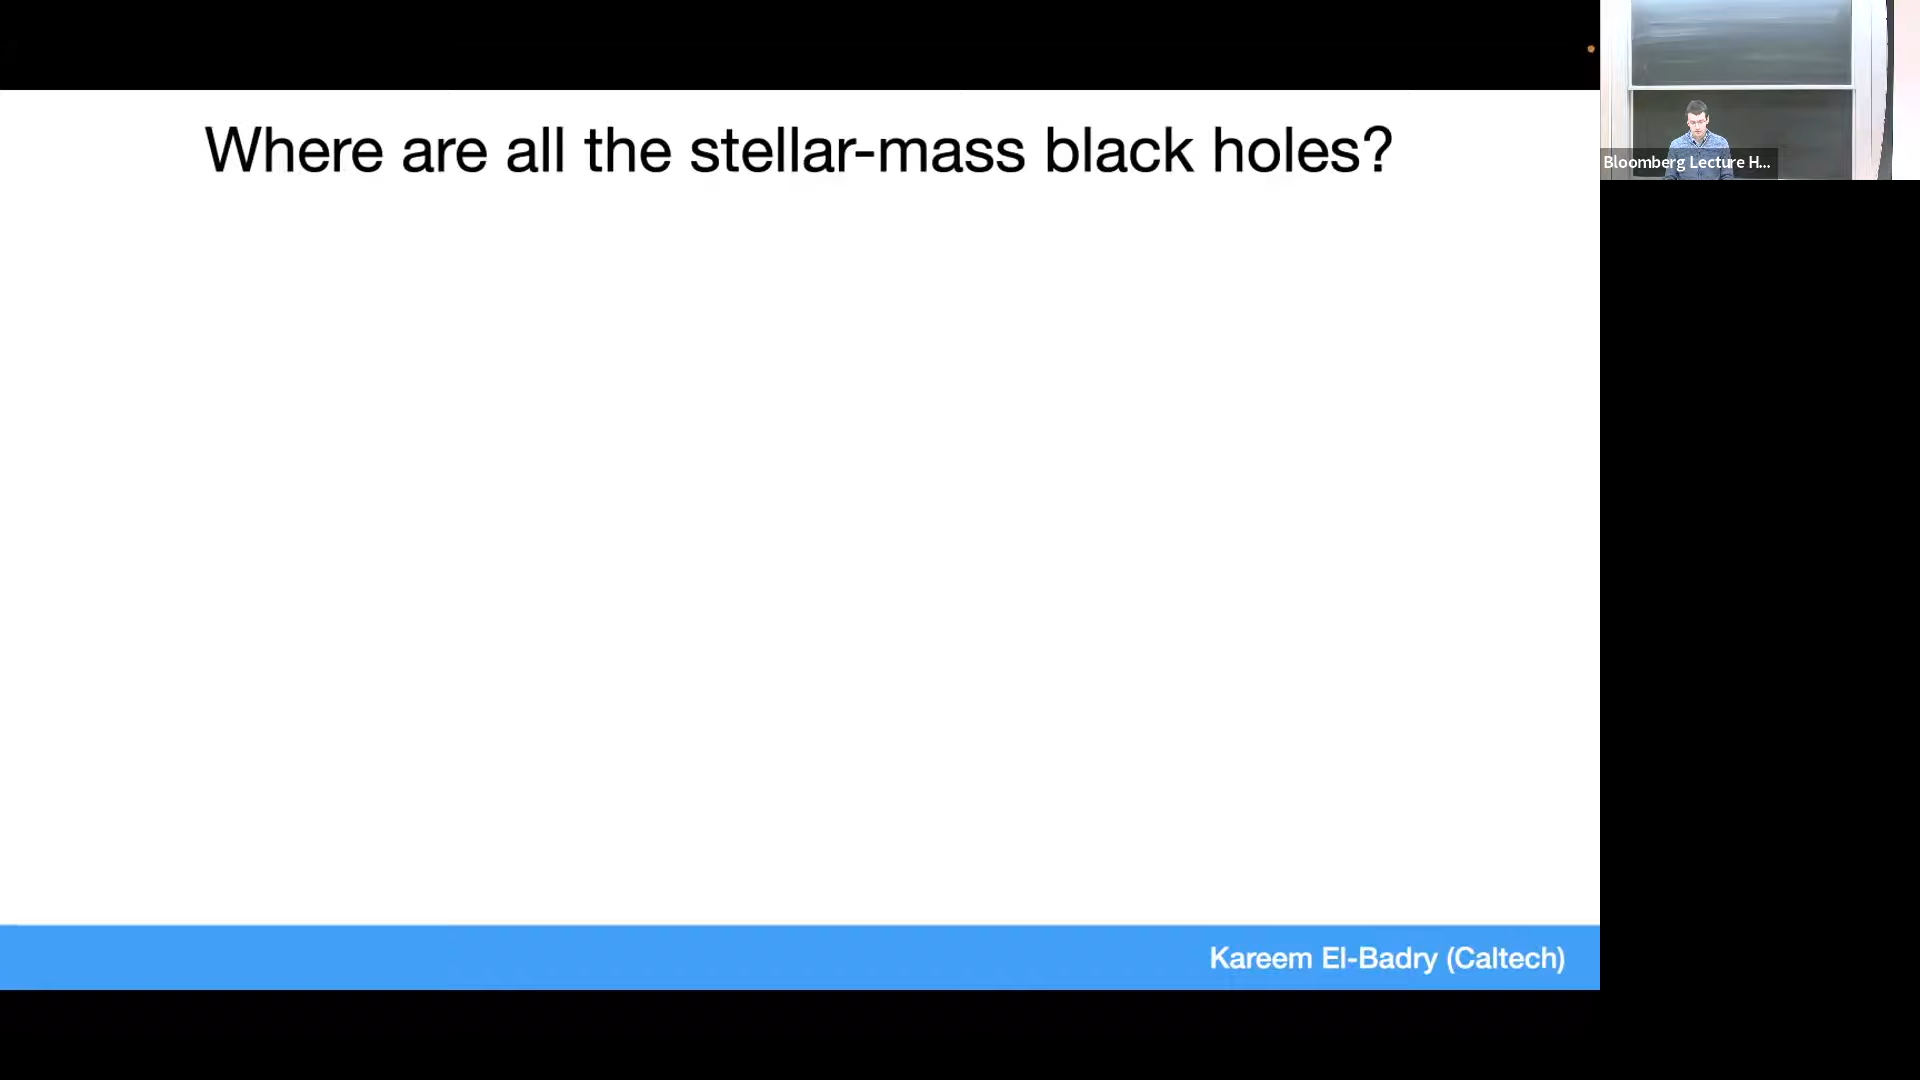 Where are all the stellar-mass black holes?
Bloomberg Lecture H...
Kareem El-Badry (Caltech)